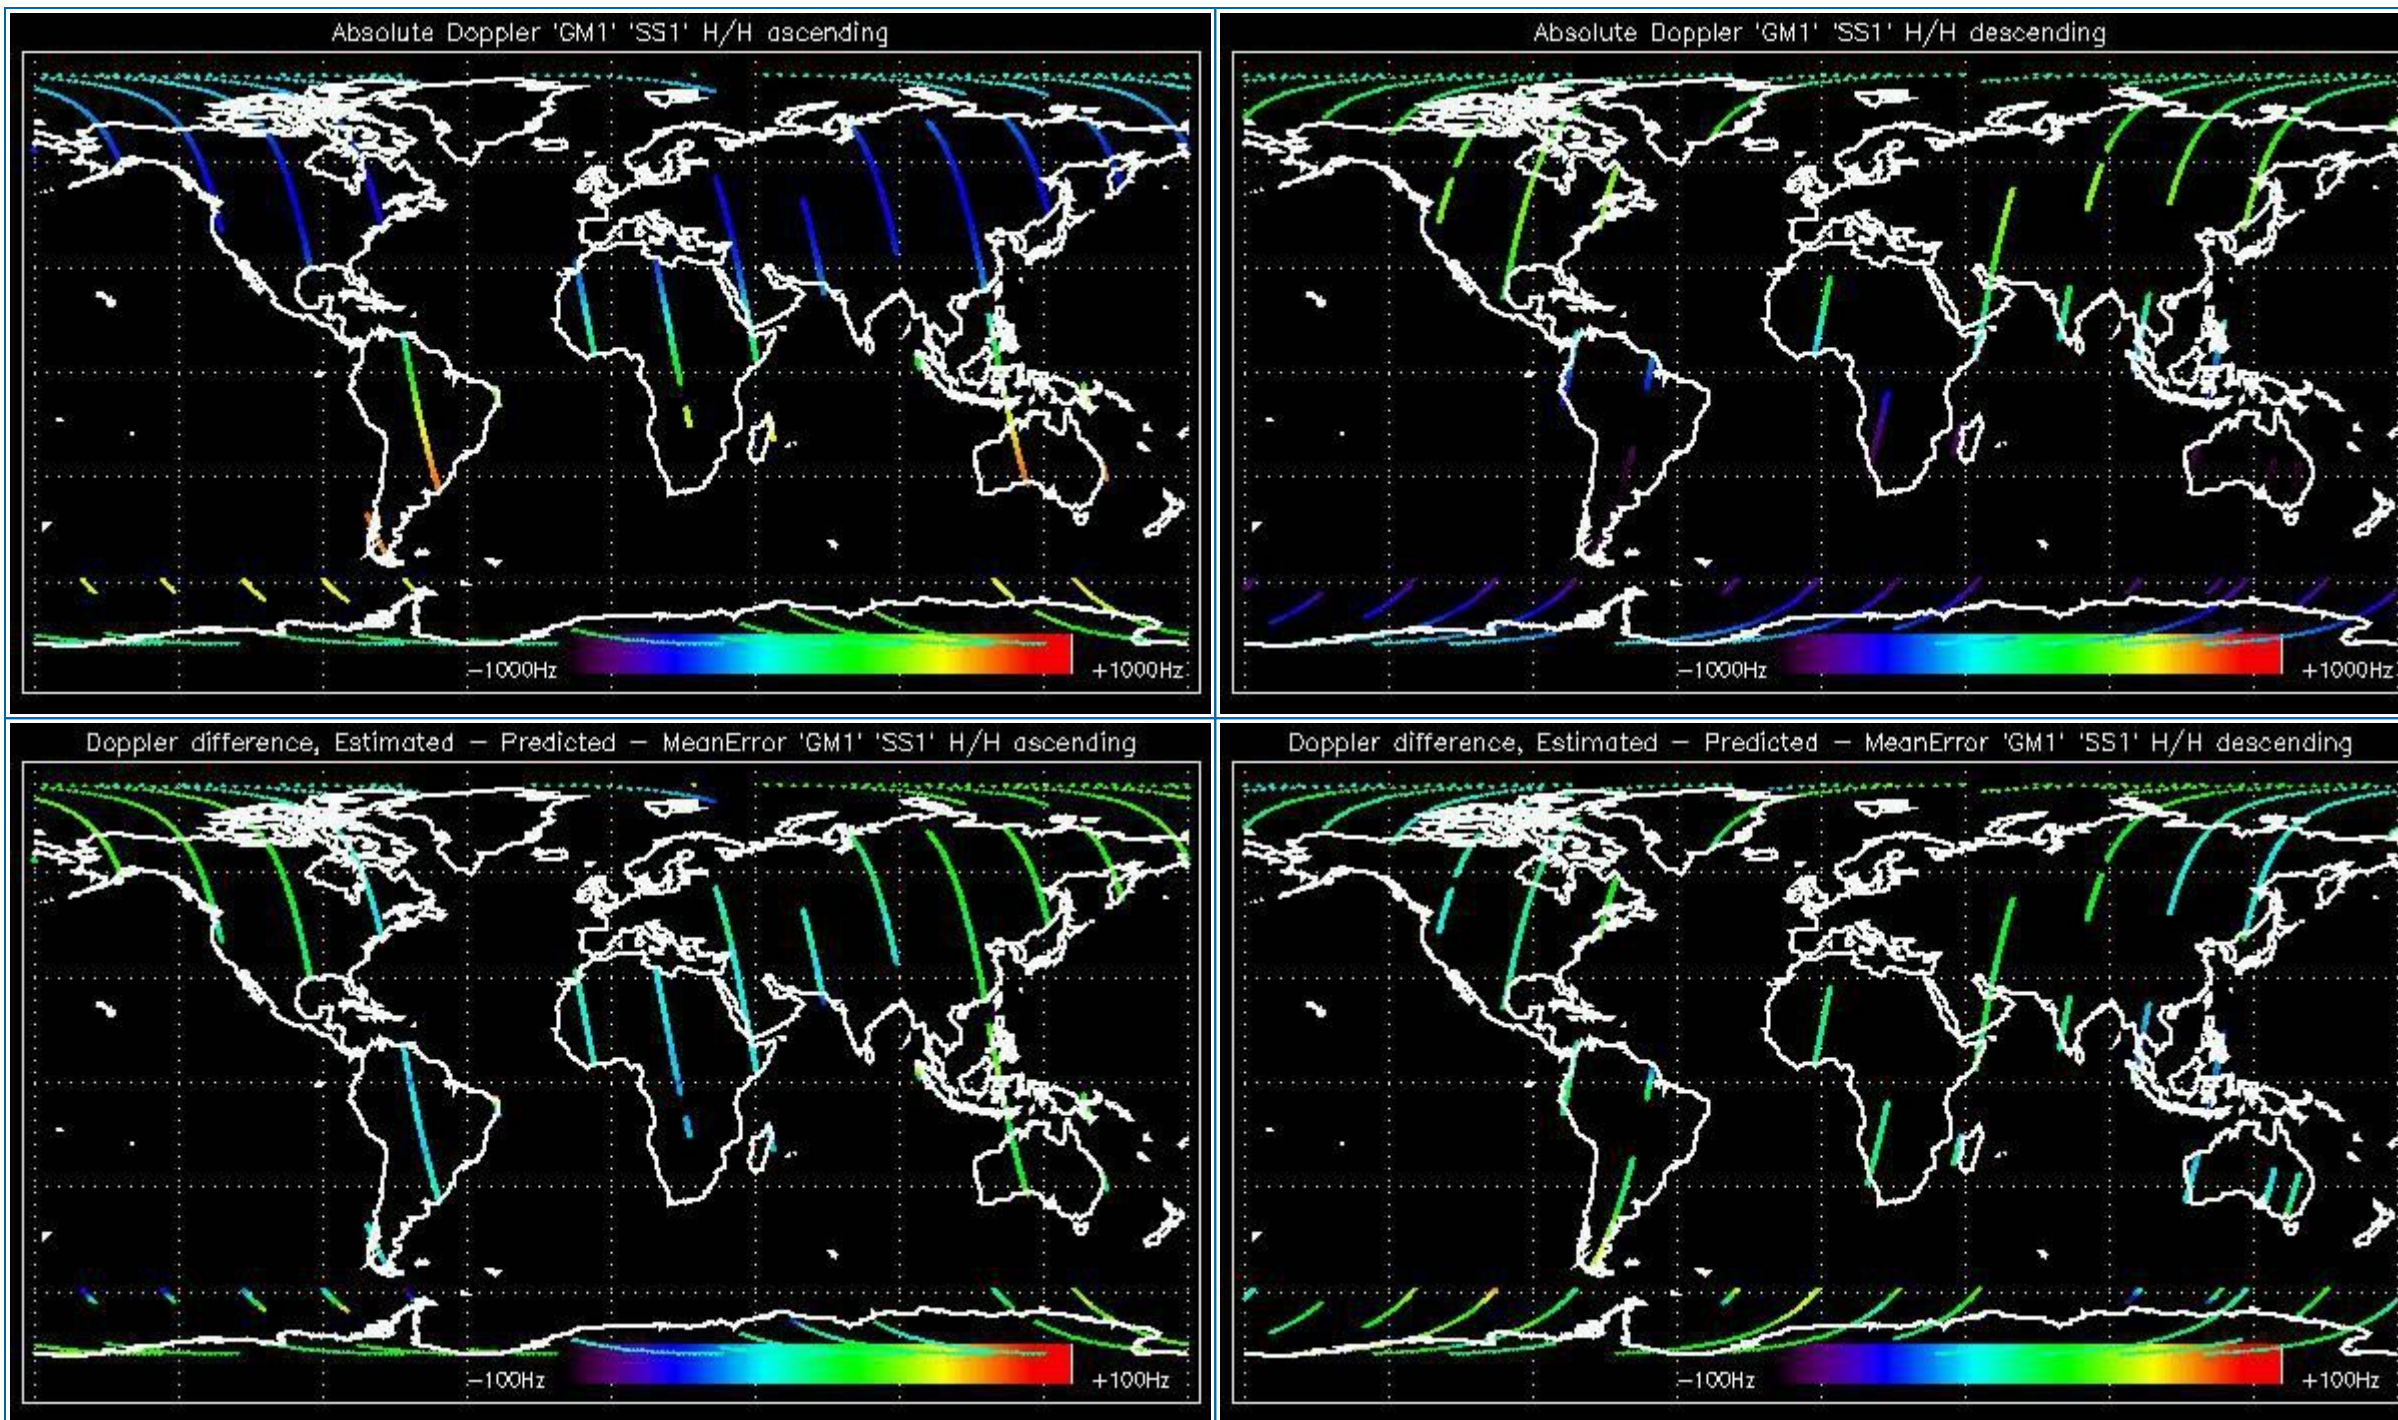 Absolute Doppler 'GM1' 'SS1' H/H ascending
−1000Hz
+1000Hz
Absolute Doppler 'GM1' 'SS1' H/H descending
−1000Hz
+1000Hz
Doppler difference, Estimated − Predicted − MeanError 'GM1' 'SS1' H/H ascending
−100Hz
+100Hz
Doppler difference, Estimated − Predicted − MeanError 'GM1' 'SS1' H/H descending
−100Hz
+100Hz